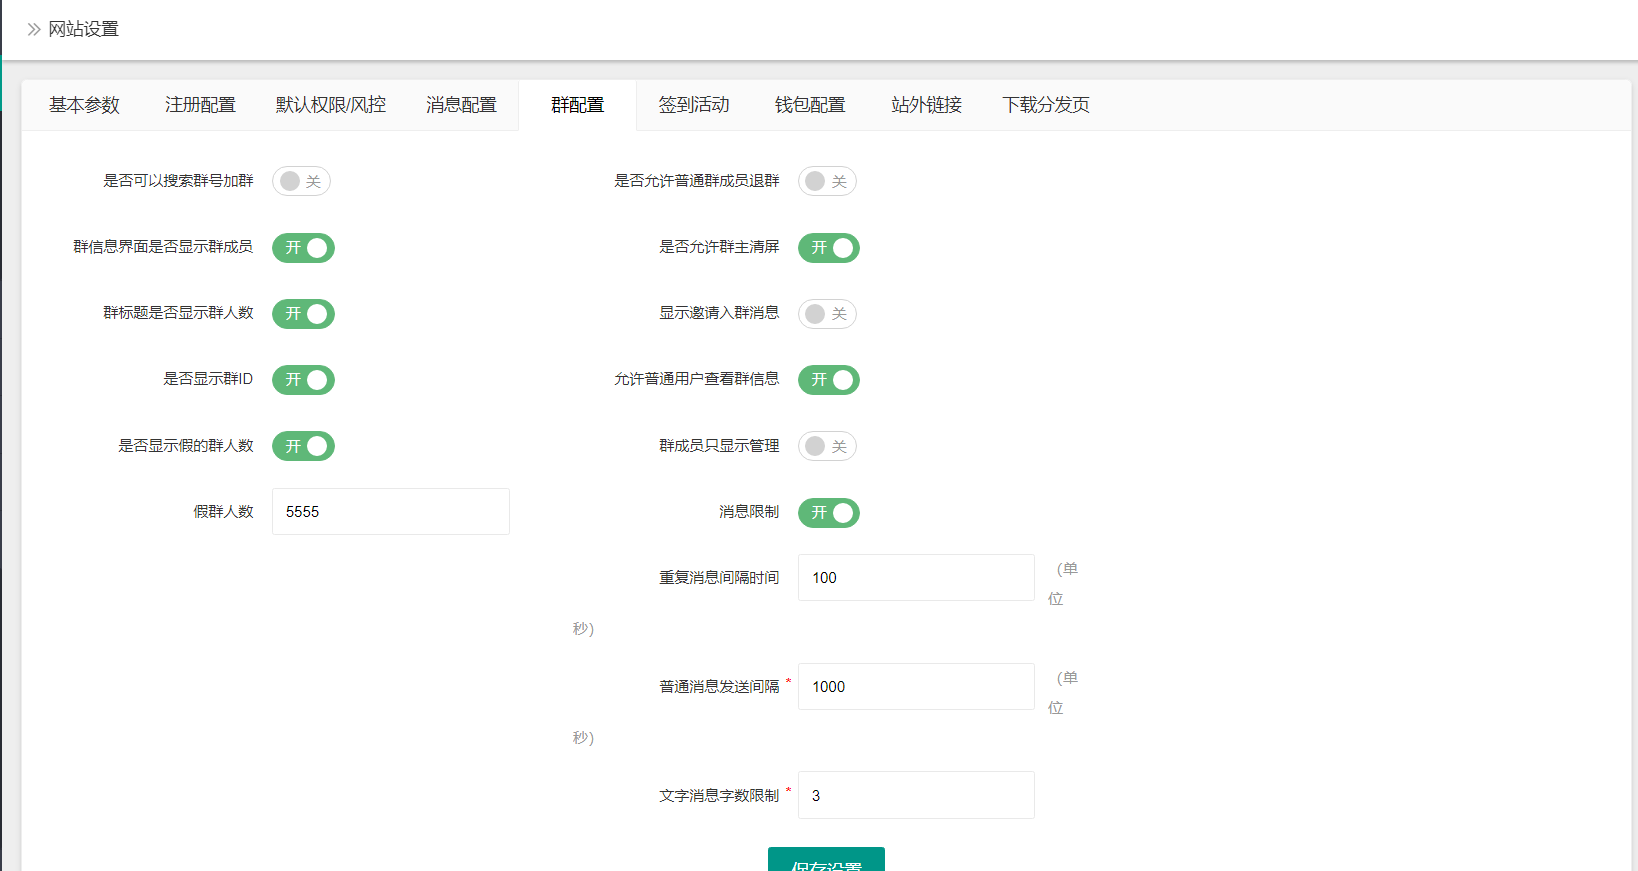 网站设置
基本参数 注册配置 默认权限/风控 消息配置 群配置 签到活动 钱包配置 站外链接 下载分发页
是否可以搜索群号加群 关 是否允许普通群成员退群 关
群信息界面是否显示群成员 开 是否允许群主清屏 开
群标题是否显示群人数 开 显示邀请入群消息 关
是否显示群ID 开 允许普通用户查看群信息 开
是否显示假的群人数 开 群成员只显示管理 关
假群人数 5555 消息限制 开
重复消息间隔时间 100 (单
位
秒)
普通消息发送间隔 * 1000 (单
位
秒)
文字消息字数限制 * 3
保存设置